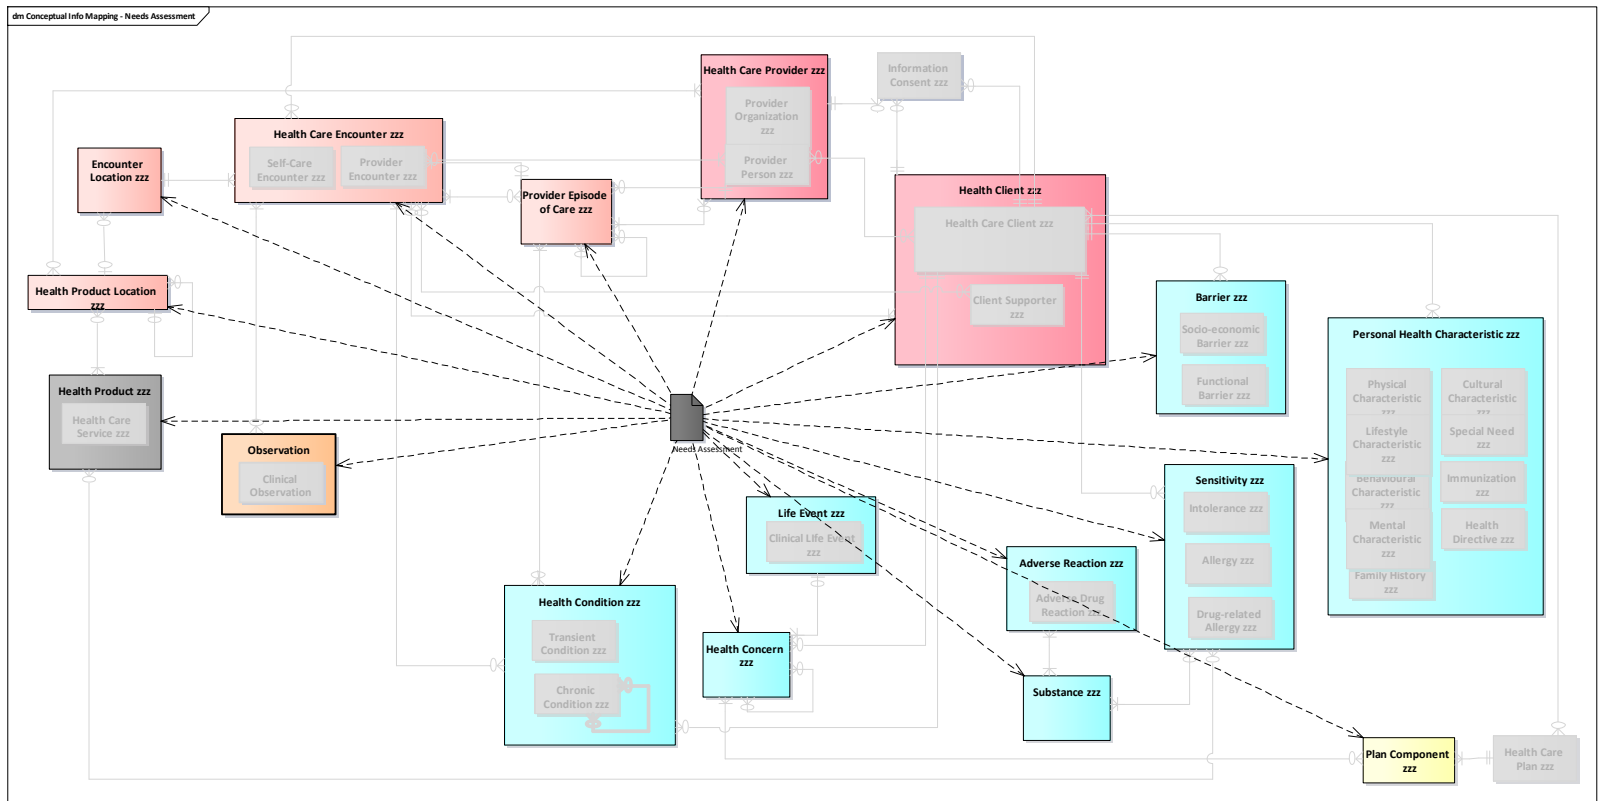 dm Conceptual Info Mapping - Needs Assessment
Health Care Provider zzz
Provider
Organization
zzz
Provider
Person zzz
Information
Consent zzz
Health Care Encounter zzz
Self-Care
Encounter zzz
Provider
Encounter zzz
Encounter
Location zzz
Provider Episode
of Care zzz
Health Client zzz
Health Care Client zzz
Client Supporter
zzz
Health Product Location
zzz
Barrier zzz
Socio-economic
Barrier zzz
Functional
Barrier zzz
Personal Health Characteristic zzz
Physical
Characteristic
zzz
Cultural
Characteristic
zzz
Lifestyle
Characteristic
zzz
Special Need
zzz
Behavioural
Characteristic
zzz
Immunization
zzz
Mental
Characteristic
zzz
Health
Directive zzz
Family History
zzz
Health Product zzz
Health Care
Service zzz
Observation
Clinical
Observation
Needs Assessment
Life Event zzz
Clinical Life Event
zzz
Sensitivity zzz
Intolerance zzz
Allergy zzz
Drug-related
Allergy zzz
Adverse Reaction zzz
Adverse Drug
Reaction zzz
Health Condition zzz
Transient
Condition zzz
Chronic
Condition zzz
Health Concern
zzz
Substance zzz
Plan Component
zzz
Health Care
Plan zzz